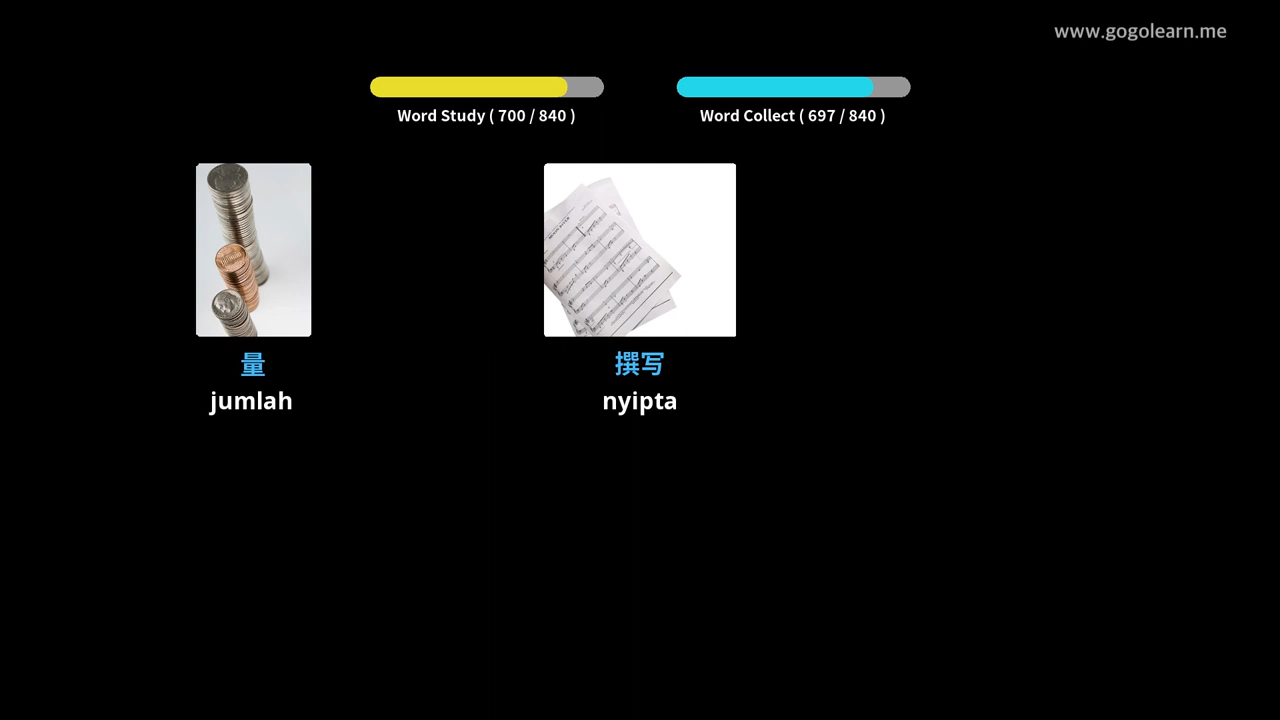 www.gogolearn.me
Word Study ( 700 / 840 )
Word Collect ( 697 / 840 )
量
jumlah
撰写
nyipta